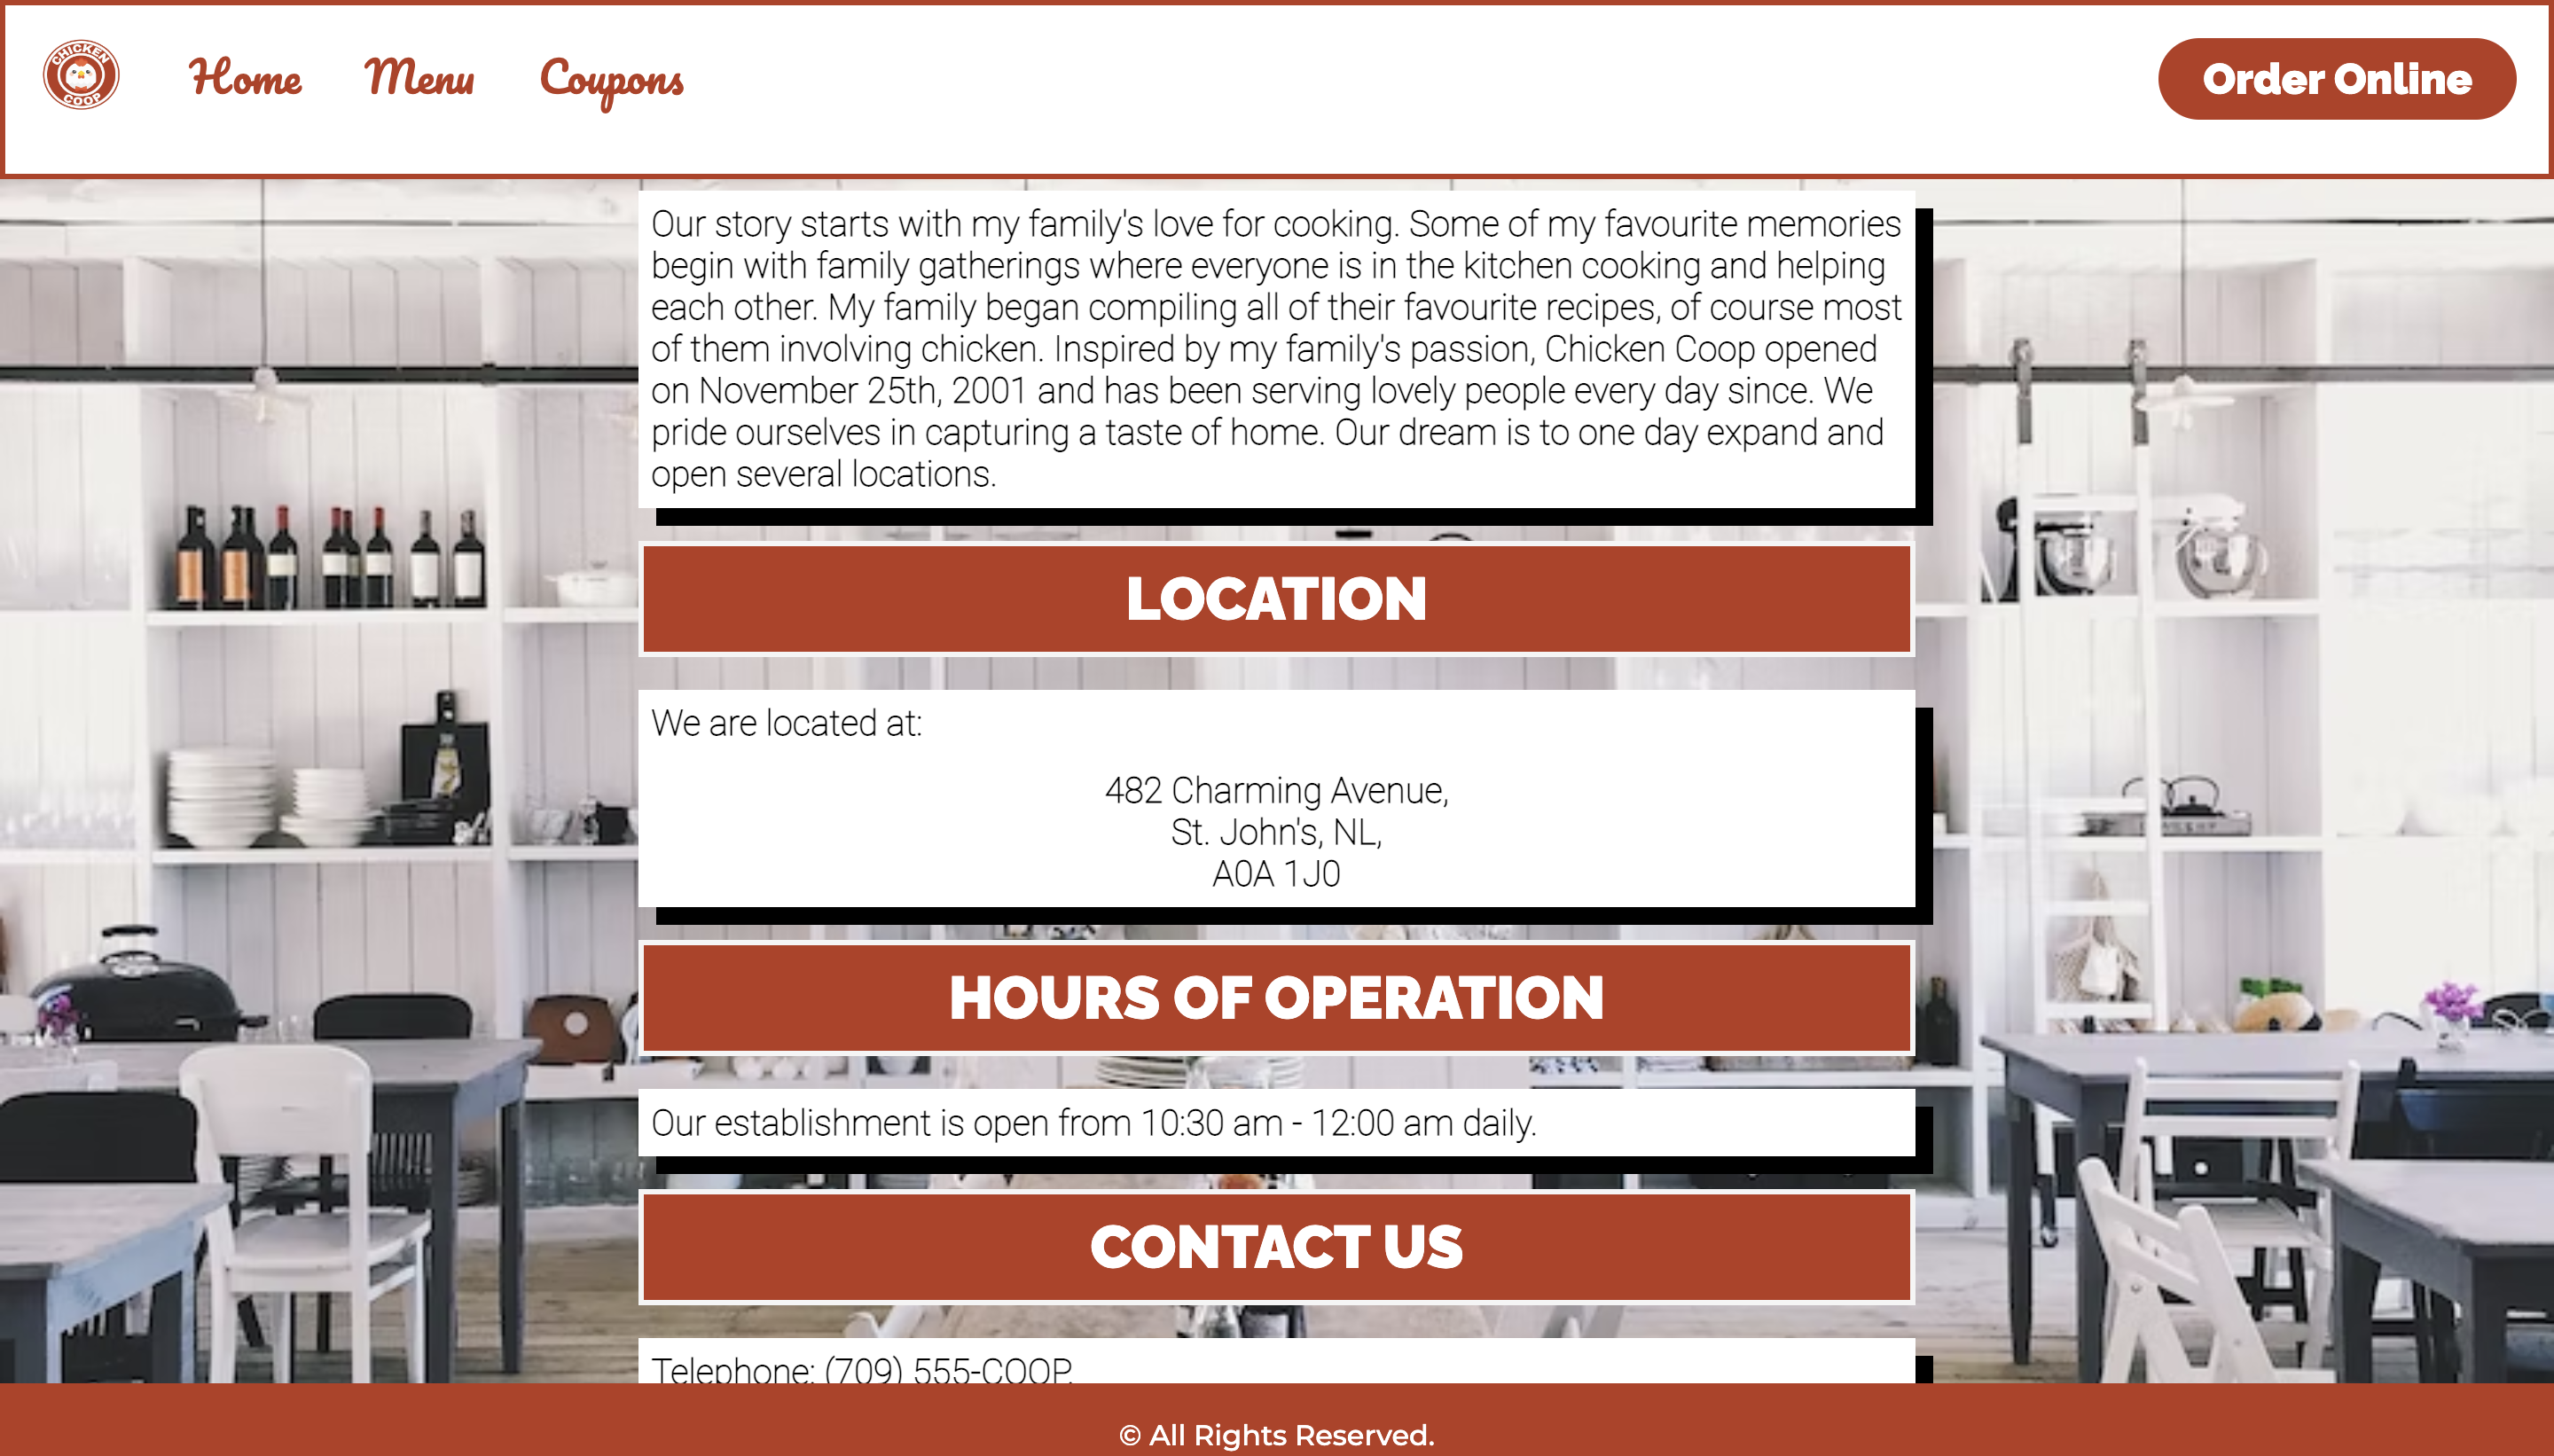 CHICKEN
COOP
Home Menu Coupons Order Online
Our story starts with my family's love for cooking. Some of my favourite memories
begin with family gatherings where everyone is in the kitchen cooking and helping
each other. My family began compiling all of their favourite recipes, of course most
of them involving chicken. Inspired by my family's passion, Chicken Coop opened
on November 25th, 2001 and has been serving lovely people every day since. We
pride ourselves in capturing a taste of home. Our dream is to one day expand and
open several locations.
LOCATION
We are located at:
482 Charming Avenue,
St. John's, NL,
A0A 1J0
HOURS OF OPERATION
Our establishment is open from 10:30 am - 12:00 am daily.
CONTACT US
Telephone: (709) 555-COOP.
© All Rights Reserved.